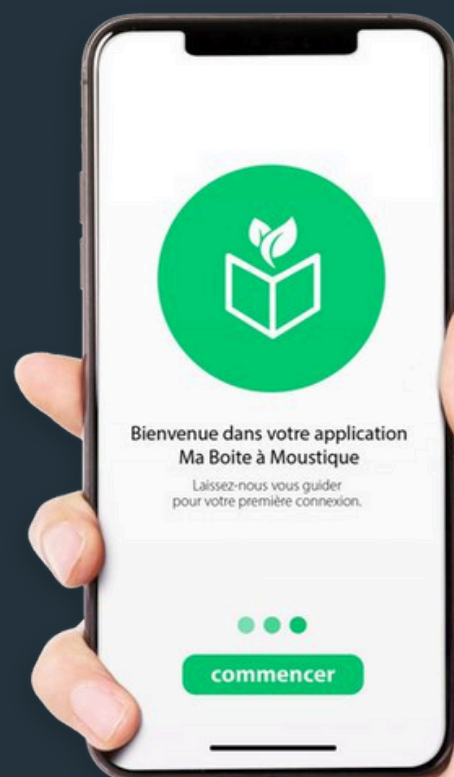 Bienvenue dans votre application
Ma Boite à Moustique
Laissez-nous vous guider
pour votre première connexion.
commencer